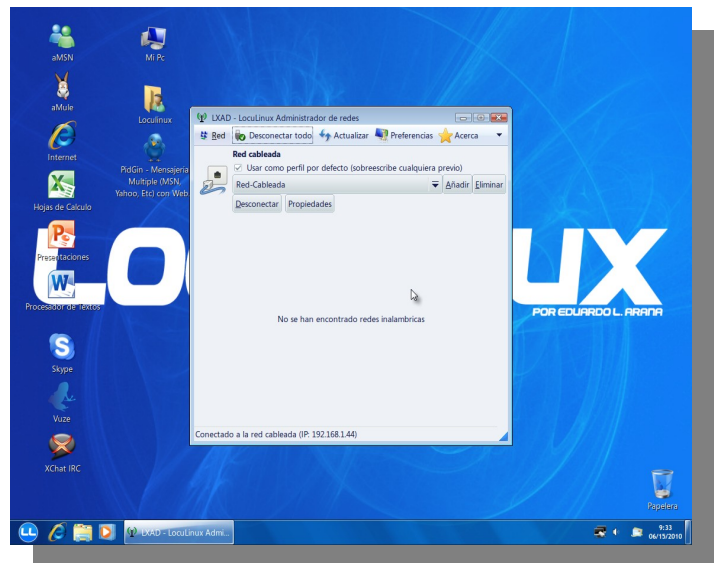 aMSN
Mi Pc
aMule
Loculinux
Internet
PidGin - Mensajeria
Multiple (MSN,
Yahoo, Etc) con Web
Hojas de Calculo
Presentaciones
Procesador de Textos
Skype
Vuze
XChat IRC
LXAD - LocuLinux Administrador de redes
Red
Desconectar todo
Actualizar
Preferencias
Acerca
Red cableada
Usar como perfil por defecto (sobreescribe cualquiera previo)
Red-Cableada
Añadir
Eliminar
Desconectar
Propiedades
No se han encontrado redes inalambricas
Conectado a la red cableada (IP: 192.168.1.44)
POR EDUARDO L. ARANA
Papelera
LL
LXAD - LocuLinux Admi...
9:33
06/15/2010